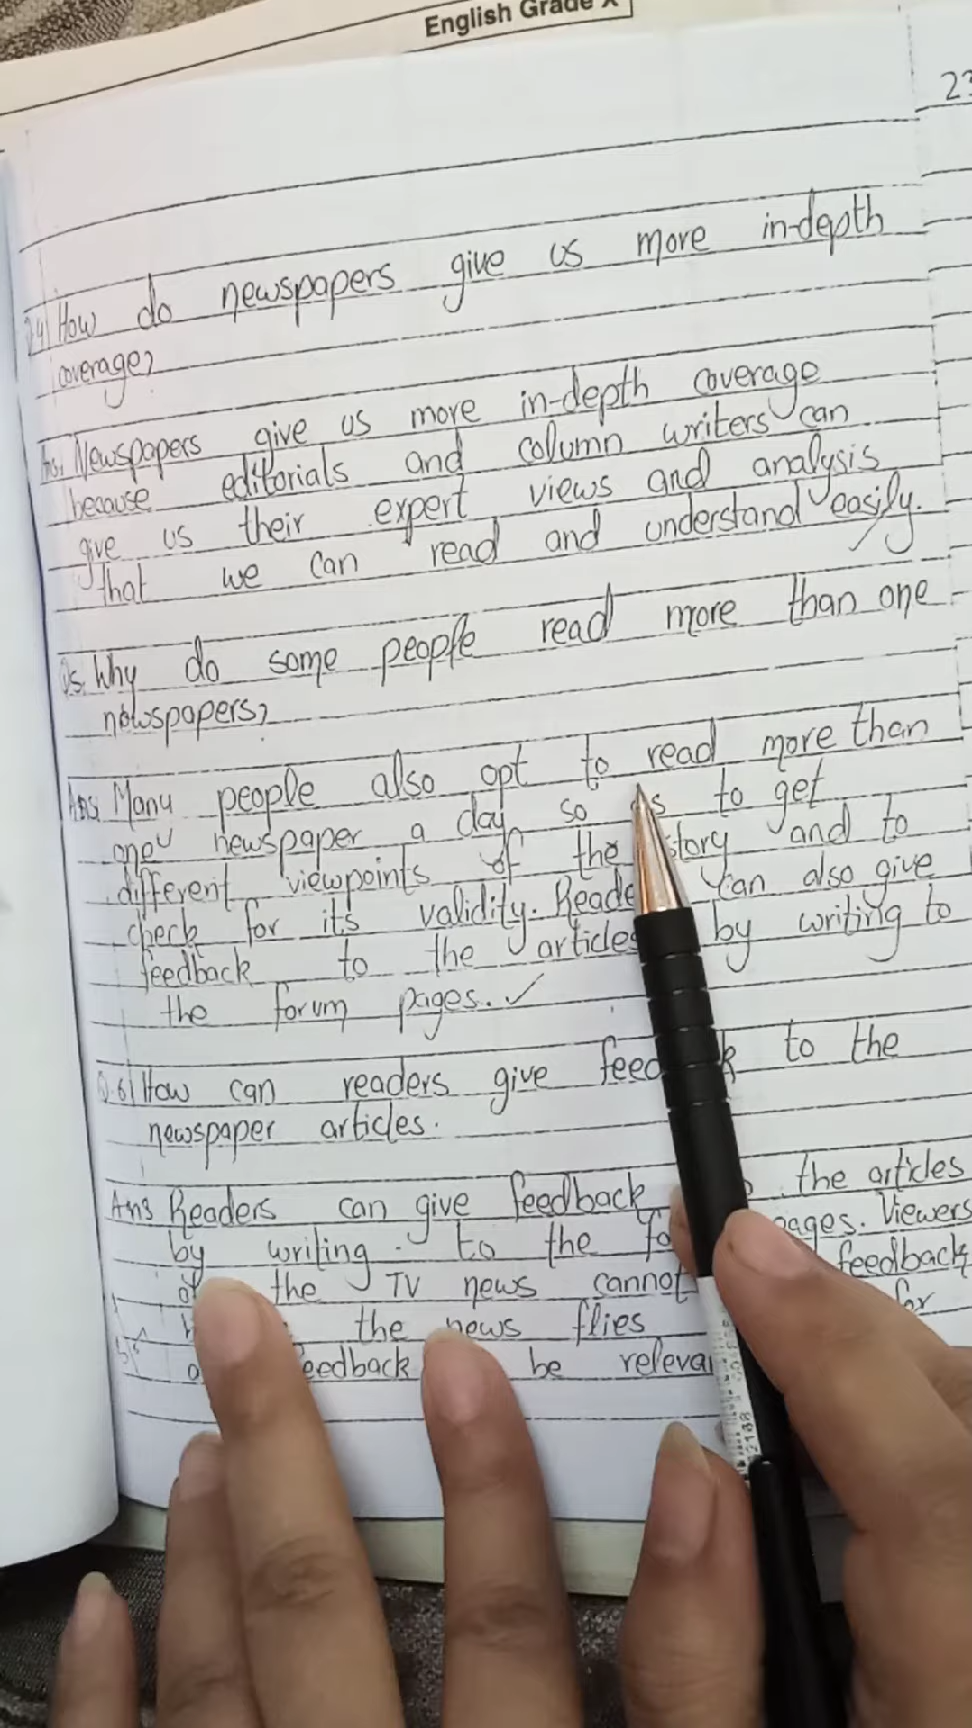 English Grade X
23
Q4) How do newspapers give us more in-depth
coverage?
Ans. Newspapers give us more in-depth coverage
because editorials and column writers can
give us their expert views and analysis
that we can read and understand easily.
Q5. Why do some people read more than one
newspapers?
Ans Many people also opt to read more than
one newspaper a day so as to get
different viewpoints of the story and to
check for its validity. Reade can also give
feedback to the articles by writing to
the forum pages.
Q.6) How can readers give feed k to the
newspaper articles.
Ans Readers can give feedback the articles
by writing to the fo ages. Viewers
of the TV news cannot feedback
the news flies for
feedback be releva
2188